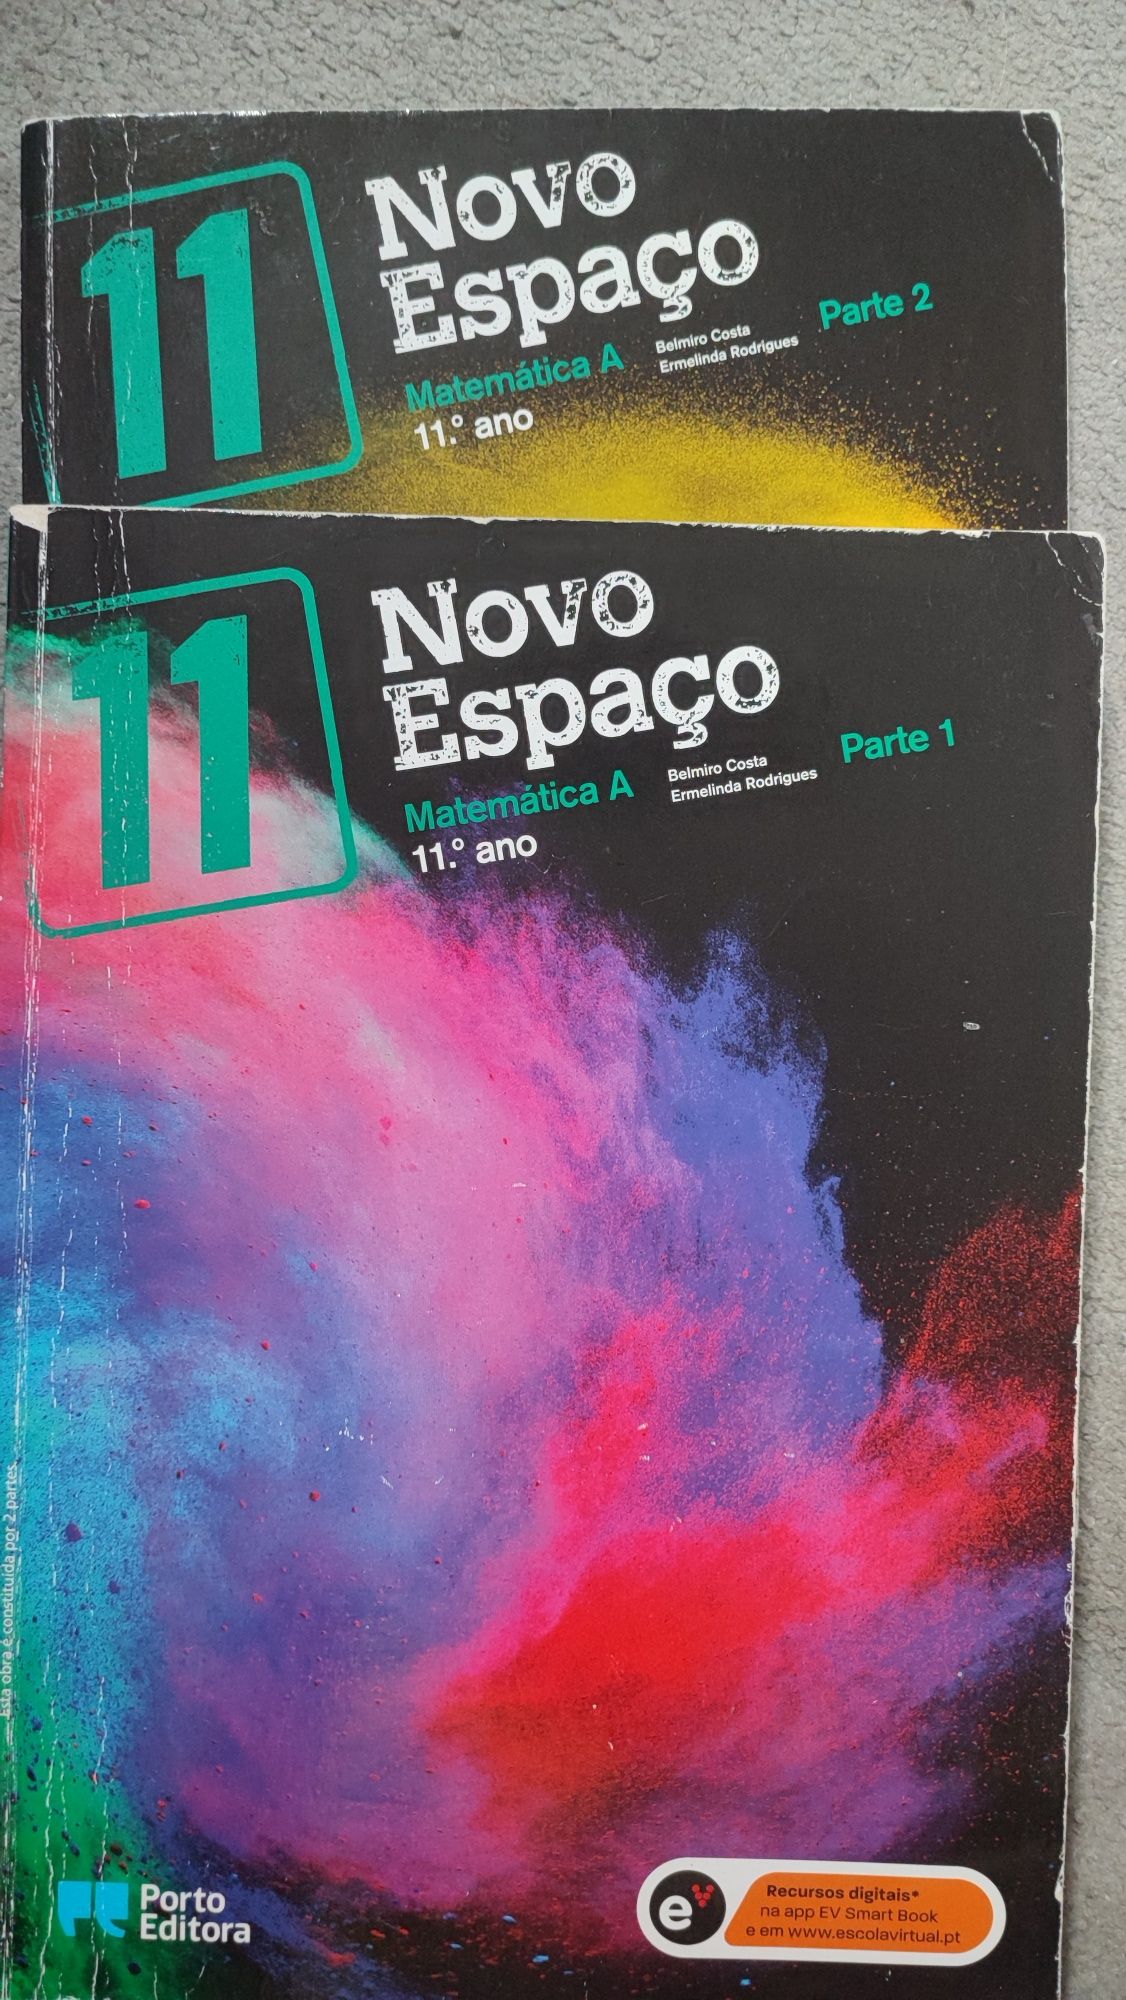 11
Novo
Espaço
Matemática A
11.º ano
Belmiro Costa
Ermelinda Rodrigues
Parte 2
11
Novo
Espaço
Matemática A
11.º ano
Belmiro Costa
Ermelinda Rodrigues
Parte 1
Esta obra é constituída por 2 partes.
Porto
Editora
e
Recursos digitais*
na app EV Smart Book
e em www.escolavirtual.pt